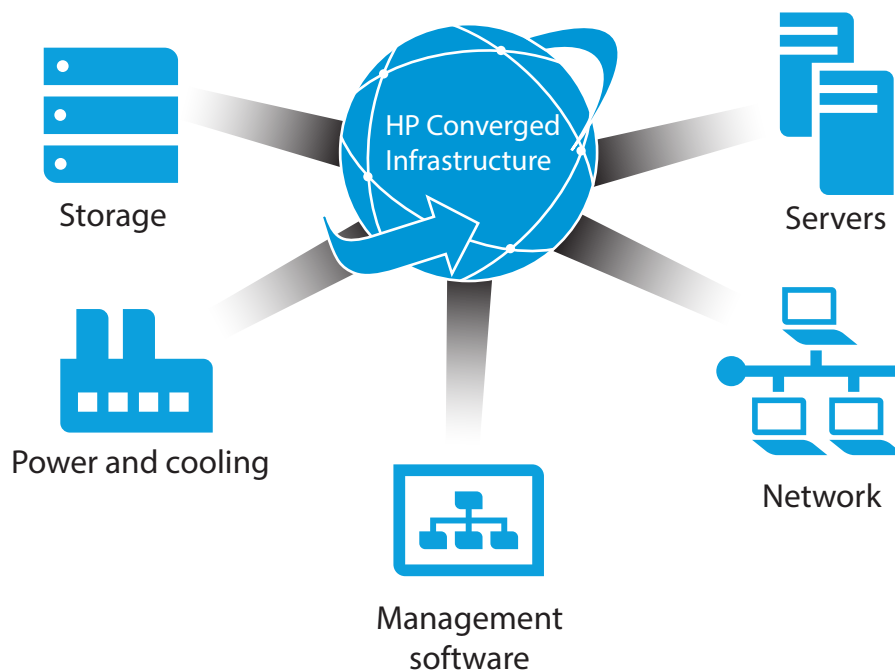 HP Converged
Infrastructure
Storage
Servers
Power and cooling
Network
Management
software